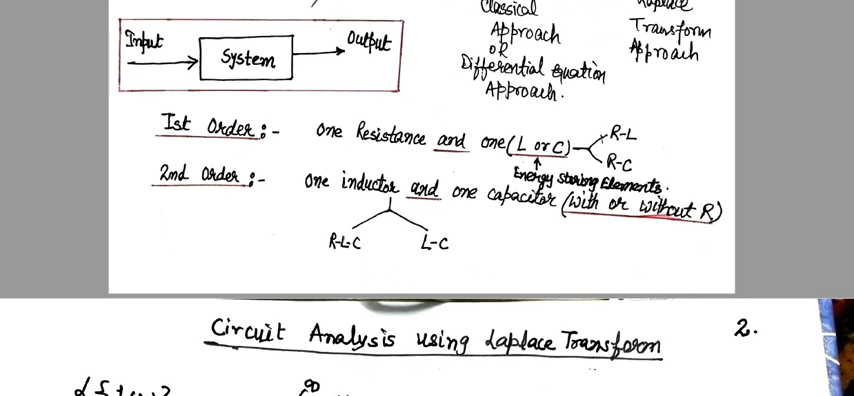 Classical
Laplace
Approach
Transform
OR
Approach
Differential equation
Approach.
Input
System
Output
Ist Order :- One Resistance and one (L or C)
R-L
R-C
Energy Storing Elements.
2nd Order :- One inductor and one capacitor (with or without R)
R-L-C
L-C
Circuit Analysis using Laplace Transform
2.